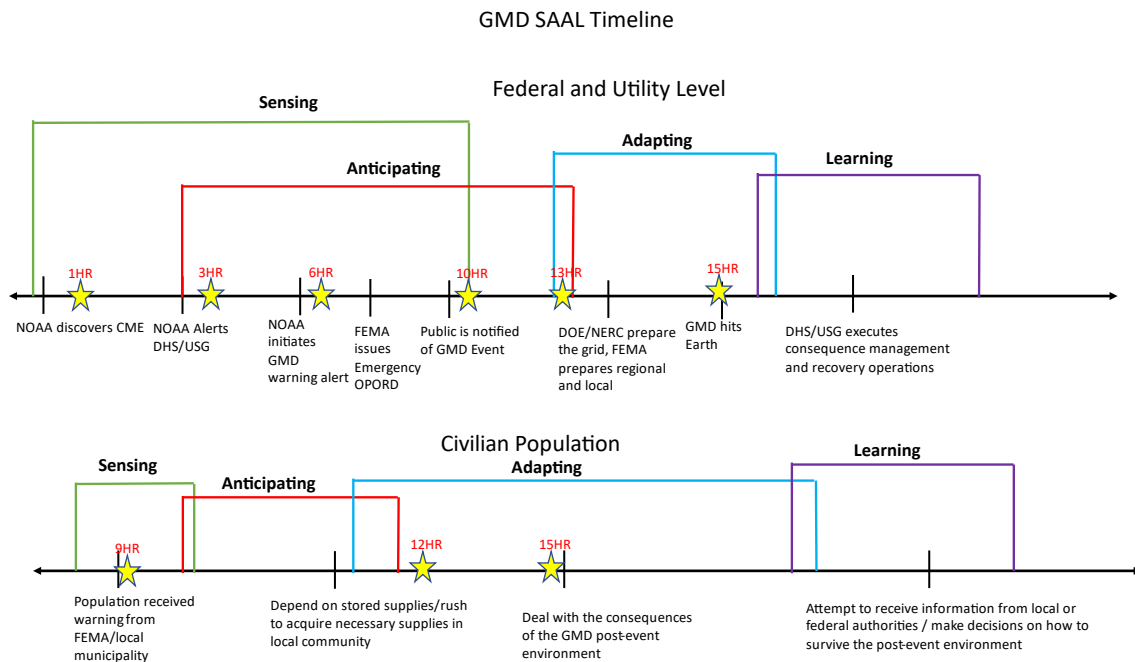 GMD SAAL Timeline
Federal and Utility Level
Sensing
Adapting
Anticipating
Learning
1HR
3HR
6HR
10HR
13HR
15HR
NOAA discovers CME
NOAA Alerts
DHS/USG
NOAA
initiates
GMD
warning alert
FEMA
issues
Emergency
OPORD
Public is notified
of GMD Event
DOE/NERC prepare
the grid, FEMA
prepares regional
and local
GMD hits
Earth
DHS/USG executes
consequence management
and recovery operations
Civilian Population
Sensing
Anticipating
Adapting
Learning
9HR
12HR
15HR
Population received
warning from
FEMA/local
municipality
Depend on stored supplies/rush
to acquire necessary supplies in
local community
Deal with the consequences
of the GMD post-event
environment
Attempt to receive information from local or
federal authorities / make decisions on how to
survive the post-event environment